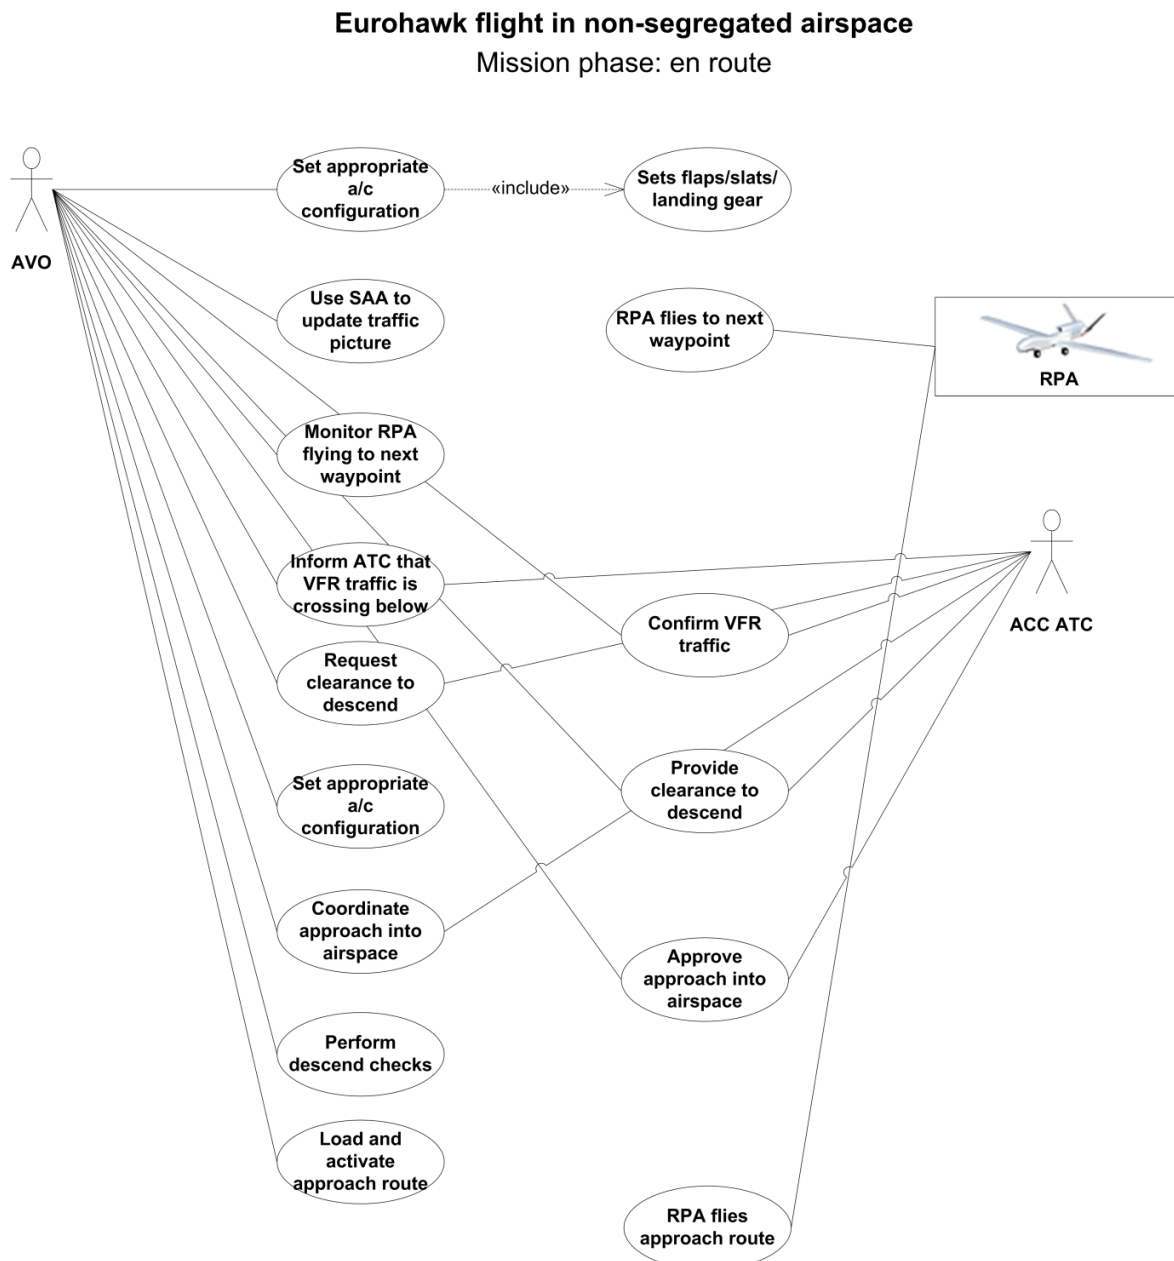 Eurohawk flight in non-segregated airspace
Mission phase: en route
Set appropriate
a/c
configuration
«include»
Sets flaps/slats/
landing gear
AVO
Use SAA to
update traffic
picture
RPA flies to next
waypoint
RPA
Monitor RPA
flying to next
waypoint
Inform ATC that
VFR traffic is
crossing below
Confirm VFR
traffic
ACC ATC
Request
clearance to
descend
Set appropriate
a/c
configuration
Provide
clearance to
descend
Coordinate
approach into
airspace
Approve
approach into
airspace
Perform
descend checks
Load and
activate
approach route
RPA flies
approach route